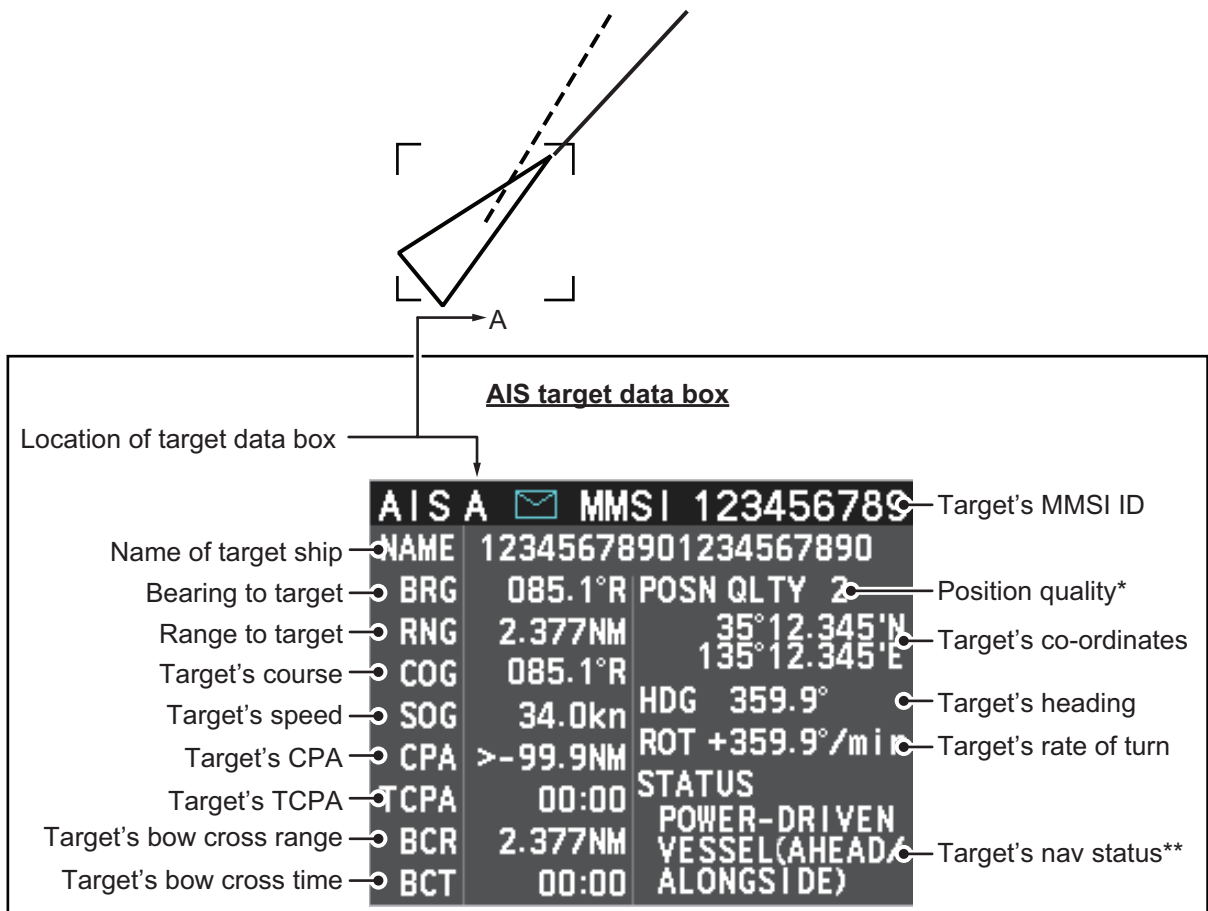 A
AIS target data box
Location of target data box
AIS A MMSI 123456789
Target's MMSI ID
Name of target ship
NAME 12345678901234567890
Bearing to target
BRG 085.1°R
POSN QLTY 2
Position quality*
Range to target
RNG 2.377NM
35°12.345'N
135°12.345'E
Target's co-ordinates
Target's course
COG 085.1°R
HDG 359.9°
Target's heading
Target's speed
SOG 34.0kn
ROT +359.9°/min
Target's rate of turn
Target's CPA
CPA >-99.9NM
Target's TCPA
TCPA 00:00
STATUS
POWER-DRIVEN
VESSEL(AHEAD/
ALONGSIDE)
Target's nav status**
Target's bow cross range
BCR 2.377NM
Target's bow cross time
BCT 00:00